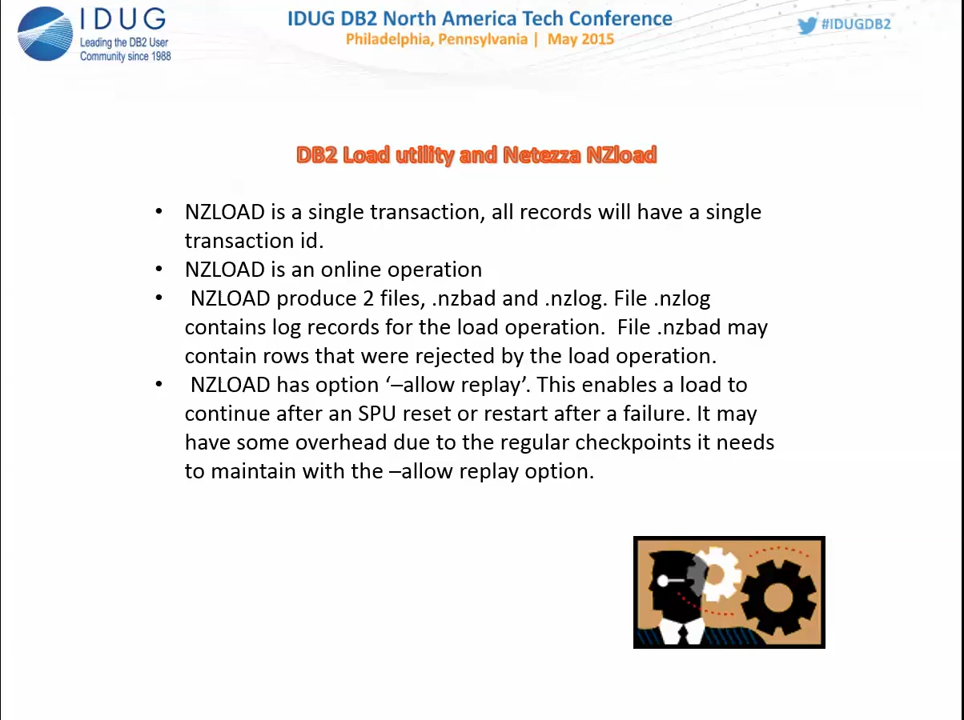 IDUG
Leading the DB2 User
Community since 1988
IDUG DB2 North America Tech Conference
Philadelphia, Pennsylvania | May 2015
#IDUGDB2
DB2 Load utility and Netezza NZload
• NZLOAD is a single transaction, all records will have a single
transaction id.
• NZLOAD is an online operation
• NZLOAD produce 2 files, .nzbad and .nzlog. File .nzlog
contains log records for the load operation. File .nzbad may
contain rows that were rejected by the load operation.
• NZLOAD has option ‘–allow replay’. This enables a load to
continue after an SPU reset or restart after a failure. It may
have some overhead due to the regular checkpoints it needs
to maintain with the –allow replay option.